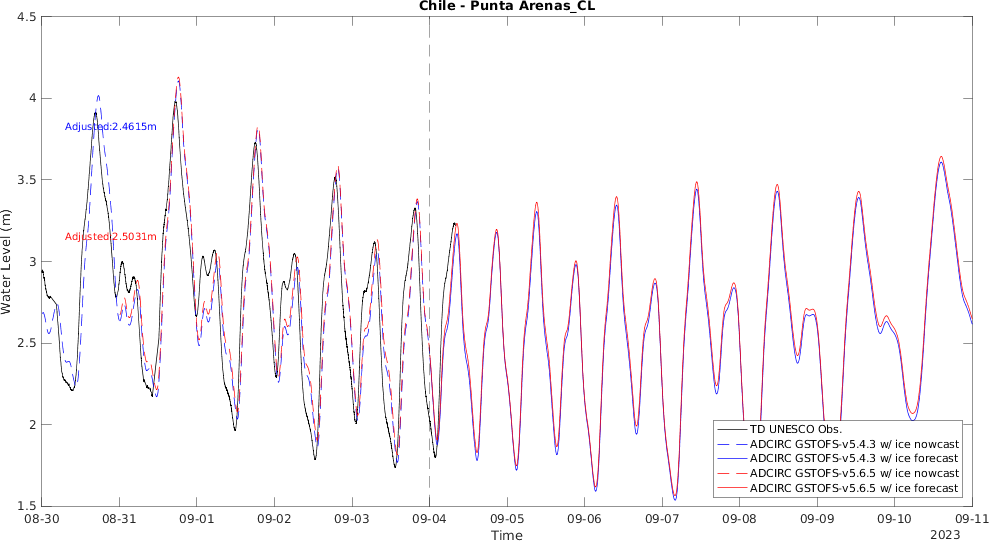 Chile - Punta Arenas_CL
4.5
4
3.5
3
2.5
2
1.5
Water Level (m)
Adjusted:2.4615m
Adjusted:2.5031m
TD UNESCO Obs.
ADCIRC GSTOFS-v5.4.3 w/ ice nowcast
ADCIRC GSTOFS-v5.4.3 w/ ice forecast
ADCIRC GSTOFS-v5.6.5 w/ ice nowcast
ADCIRC GSTOFS-v5.6.5 w/ ice forecast
08-30 08-31 09-01 09-02 09-03 09-04 09-05 09-06 09-07 09-08 09-09 09-10 09-11
Time
2023